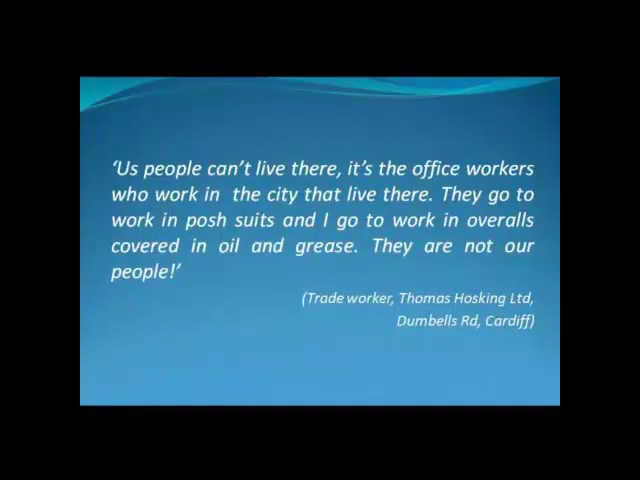 ‘Us people can’t live there, it’s the office workers
who work in the city that live there. They go to
work in posh suits and I go to work in overalls
covered in oil and grease. They are not our
people!’
(Trade worker, Thomas Hosking Ltd,
Dumbells Rd, Cardiff)